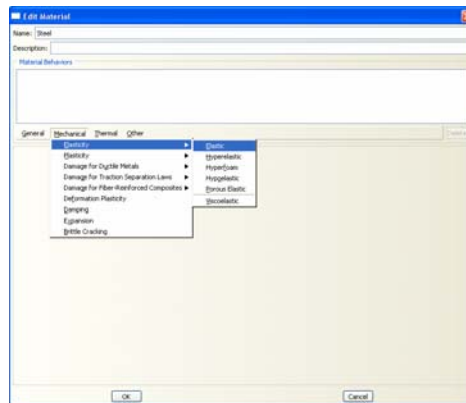 Edit Material
Name: Steel
Description:
Material Behaviors
General Mechanical Thermal Other
Elasticity
Plasticity
Damage for Ductile Metals
Damage for Traction Separation Laws
Damage for Fiber-Reinforced Composites
Deformation Plasticity
Damping
Expansion
Brittle Cracking
Elastic
Hyperelastic
Hyperfoam
Hypoelastic
Porous Elastic
Viscoelastic
OK Cancel